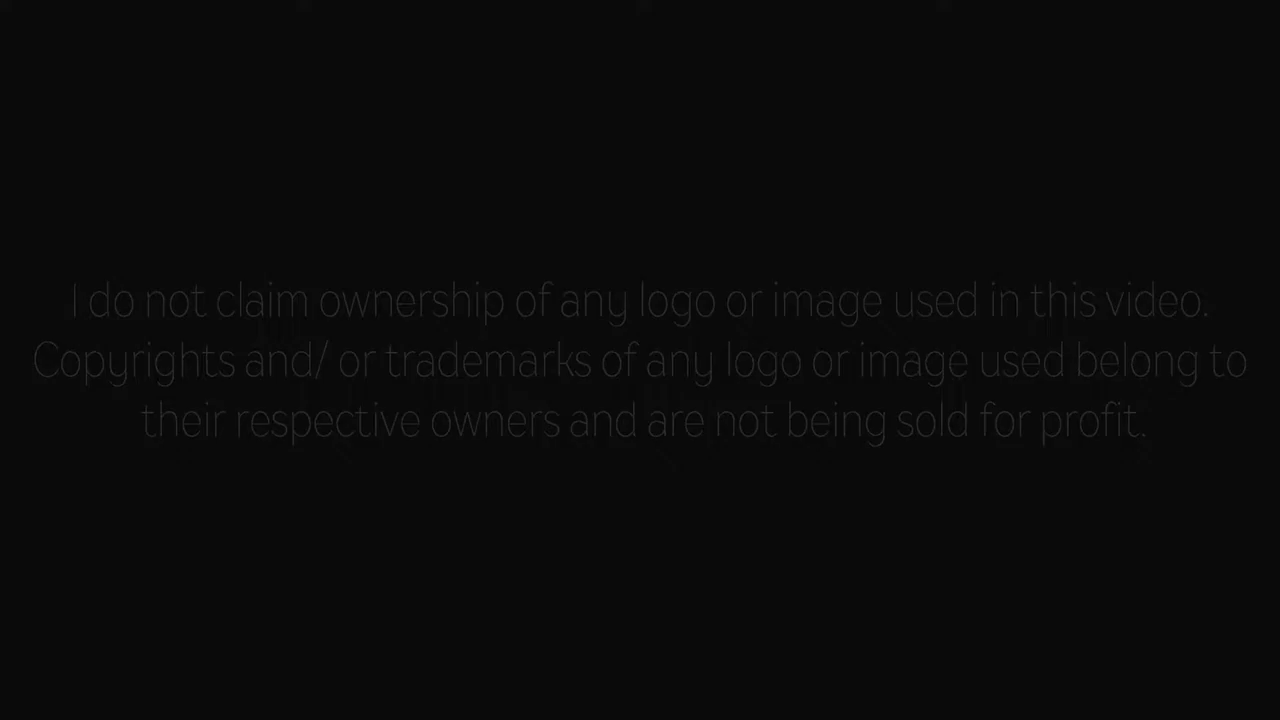 I do not claim ownership of any logo or image used in this video.
Copyrights and/ or trademarks of any logo or image used belong to
their respective owners and are not being sold for profit.